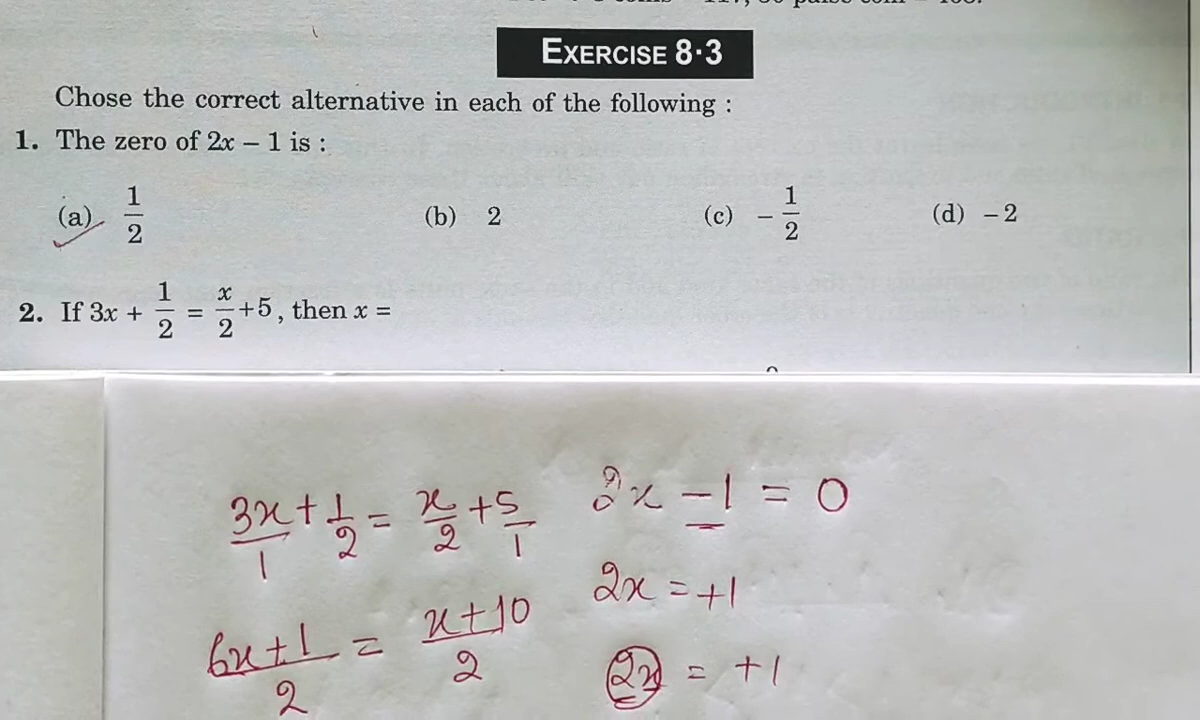 EXERCISE 8·3
Chose the correct alternative in each of the following :
1. The zero of 2x – 1 is :
(a) 1/2 (b) 2 (c) – 1/2 (d) – 2
2. If 3x + 1/2 = x/2 +5, then x =
3x/1 + 1/2 = x/2 + 5/1
6x+1/2 = x+10/2
2x – 1 = 0
2x = +1
2x = +1